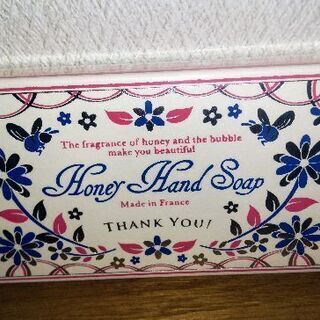 The fragrance of honey and the bubble
make you beautiful
Honey Hand Soap
Made in France
THANK YOU!